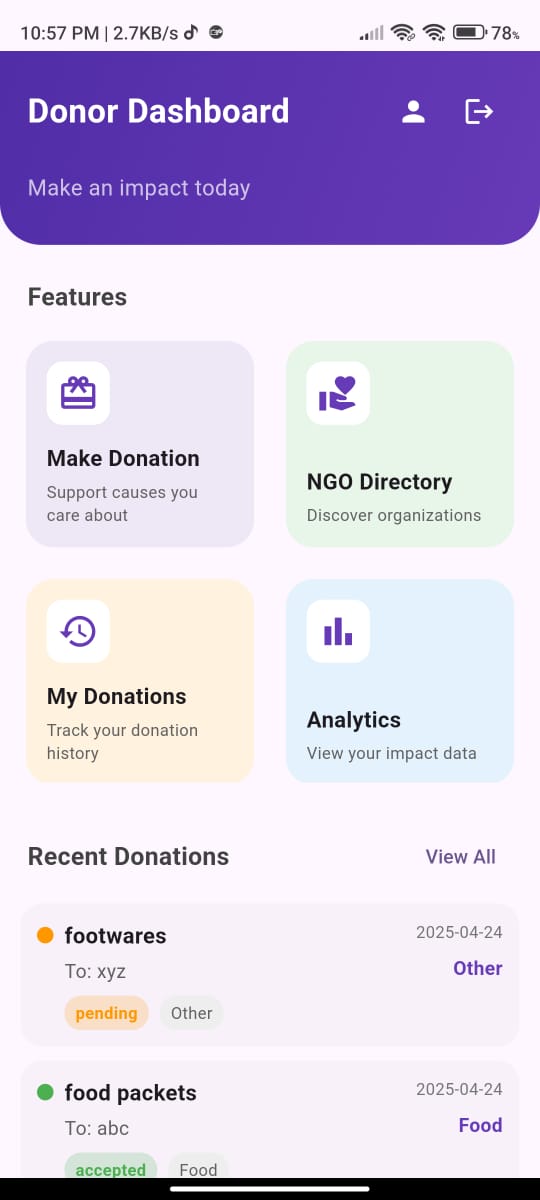 10:57 PM | 2.7KB/s
78%
Donor Dashboard
Make an impact today
Features
Make Donation
Support causes you
care about
NGO Directory
Discover organizations
My Donations
Track your donation
history
Analytics
View your impact data
Recent Donations
View All
footwares
2025-04-24
To: xyz
Other
pending
Other
food packets
2025-04-24
To: abc
Food
accepted
Food